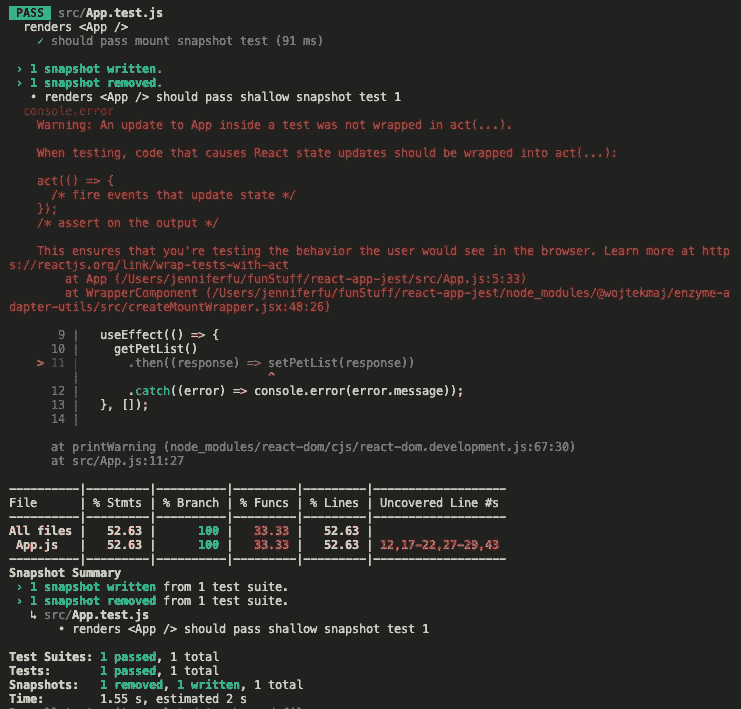 PASS src/App.test.js
renders <App />
✓ should pass mount snapshot test (91 ms)
› 1 snapshot written.
› 1 snapshot removed.
• renders <App /> should pass shallow snapshot test 1
console.error
Warning: An update to App inside a test was not wrapped in act(...).
When testing, code that causes React state updates should be wrapped into act(...):
act(() => {
/* fire events that update state */
});
/* assert on the output */
This ensures that you're testing the behavior the user would see in the browser. Learn more at http
s://reactjs.org/link/wrap-tests-with-act
at App (/Users/jenniferfu/funStuff/react-app-jest/src/App.js:5:33)
at WrapperComponent (/Users/jenniferfu/funStuff/react-app-jest/node_modules/@wojtekmaj/enzyme-a
dapter-utils/src/createMountWrapper.jsx:48:26)
9 | useEffect(() => {
10 | getPetList()
> 11 | .then((response) => setPetList(response))
| ^
12 | .catch((error) => console.error(error.message));
13 | }, []);
14 |
at printWarning (node_modules/react-dom/cjs/react-dom.development.js:67:30)
at src/App.js:11:27
----------|---------|----------|---------|---------|-------------------
File | % Stmts | % Branch | % Funcs | % Lines | Uncovered Line #s
----------|---------|----------|---------|---------|-------------------
All files | 52.63 | 100 | 33.33 | 52.63 |
App.js | 52.63 | 100 | 33.33 | 52.63 | 12,17-22,27-29,43
----------|---------|----------|---------|---------|-------------------
Snapshot Summary
› 1 snapshot written from 1 test suite.
› 1 snapshot removed from 1 test suite.
↳ src/App.test.js
• renders <App /> should pass shallow snapshot test 1
Test Suites: 1 passed, 1 total
Tests: 1 passed, 1 total
Snapshots: 1 removed, 1 written, 1 total
Time: 1.55 s, estimated 2 s